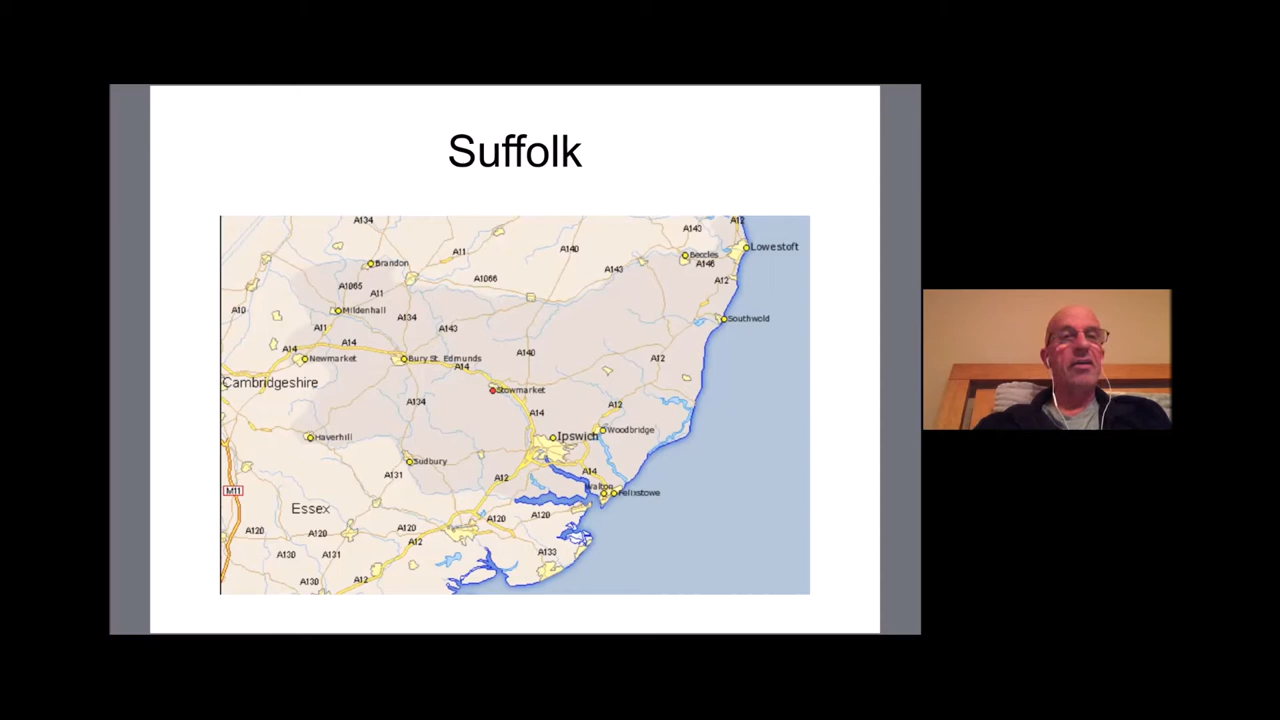 Suffolk
A134
A12
A143
Lowestoft
A11
A140
Beccles
A146
Brandon
A143
A1066
A12
A1065
A11
A10
Mildenhall
A134
Southwold
A11
A143
A14
A14
A140
Newmarket
Bury St. Edmunds
A12
A14
Cambridgeshire
Stowmarket
A134
A12
A14
Haverhill
Ipswich
Woodbridge
Sudbury
A131
A14
A12
M11
Walton
Felixstowe
Essex
A120
A120
A120
A120
A120
A12
A130
A131
A133
A130
A12